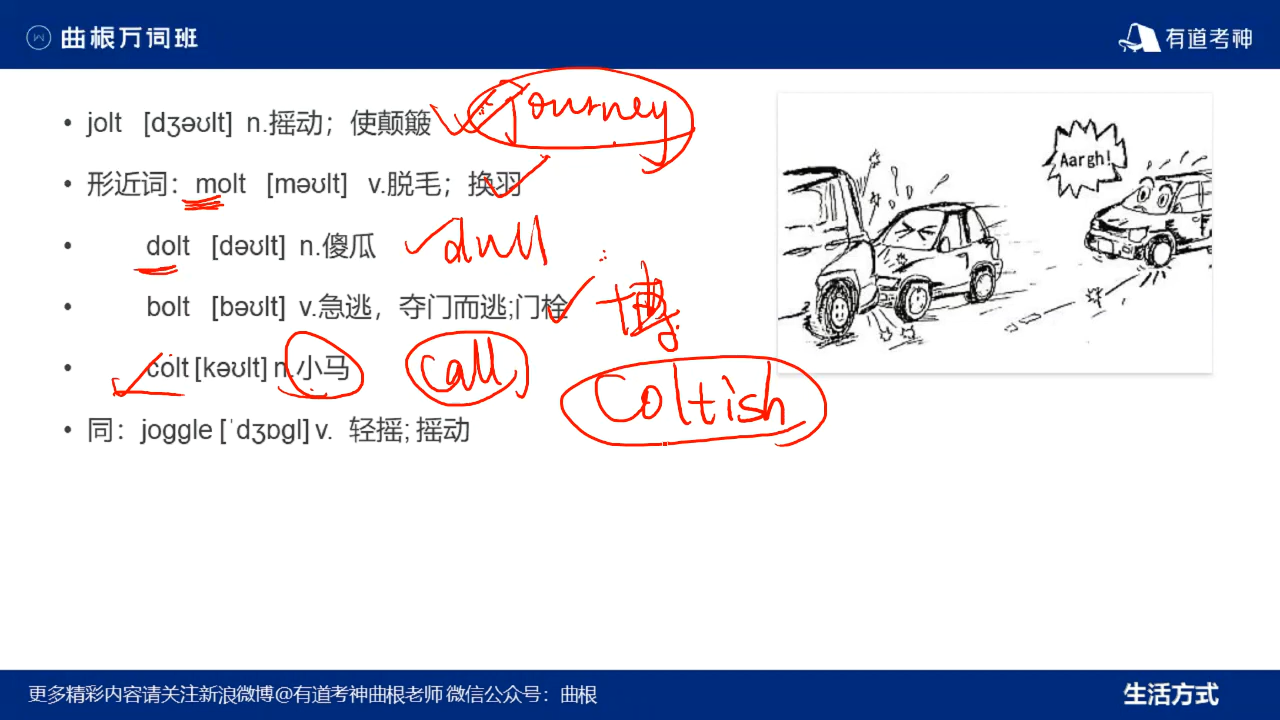 曲根万词班
有道考神
• jolt [dʒəʊlt] n.摇动；使颠簸 journey
• 形近词：molt [məʊlt] v.脱毛；换羽
• dolt [dəʊlt] n.傻瓜 dull
• bolt [bəʊlt] v.急逃，夺门而逃;门栓 博
• colt [kəʊlt] n.小马 call
coltish
• 同：joggle [ˈdʒɒgl] v. 轻摇; 摇动
Aargh!
更多精彩内容请关注新浪微博@有道考神曲根老师 微信公众号：曲根
生活方式